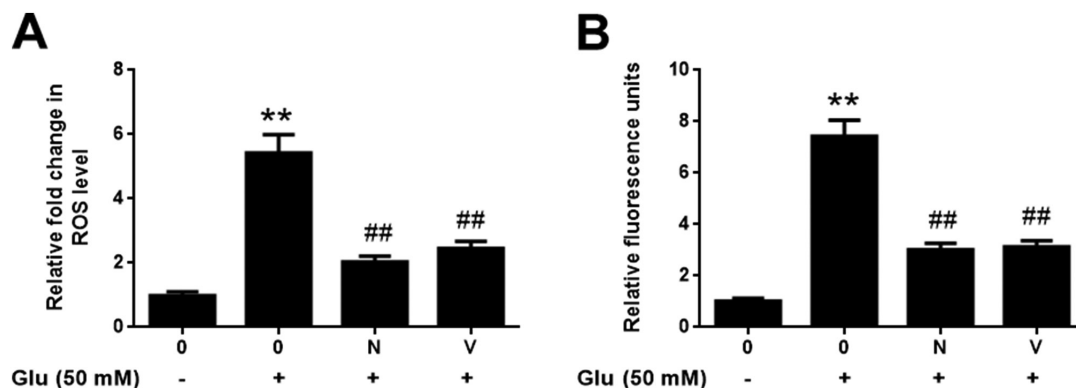 A
Relative fold change in
ROS level
8
6
4
2
0
**
##
##
0 0 N V
Glu (50 mM) - + + +
B
Relative fluorescence units
10
8
6
4
2
0
**
##
##
0 0 N V
Glu (50 mM) - + + +